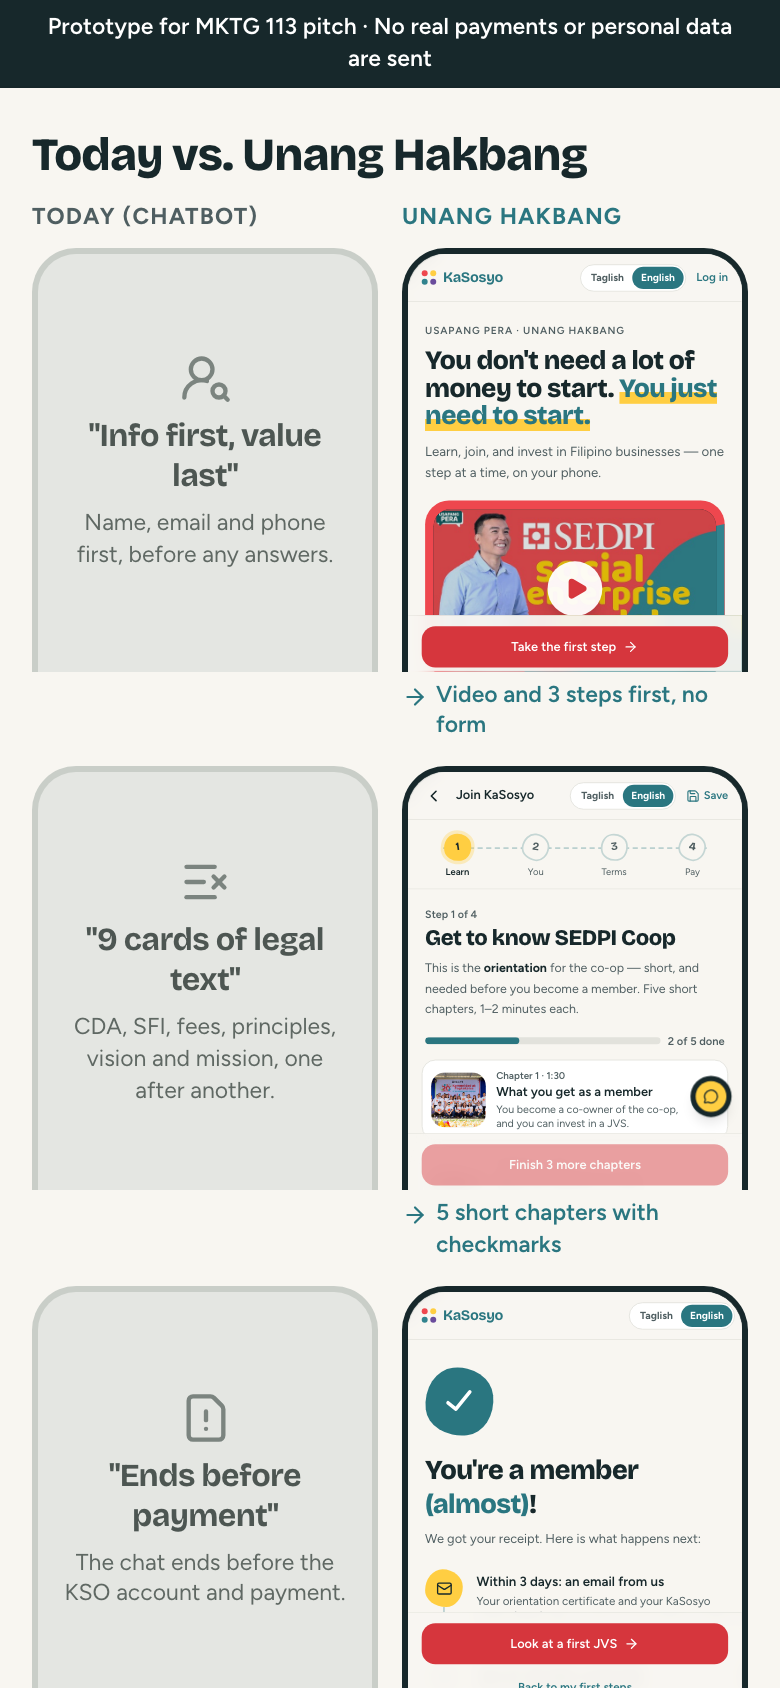 Prototype for MKTG 113 pitch · No real payments or personal data
are sent
Today vs. Unang Hakbang
TODAY (CHATBOT)
UNANG HAKBANG
"Info first, value
last"
Name, email and phone
first, before any answers.
KaSosyo
Taglish
English
Log in
USAPANG PERA · UNANG HAKBANG
You don't need a lot of
money to start. You just
need to start.
Learn, join, and invest in Filipino businesses — one
step at a time, on your phone.
USAPANG
PERA
SEDPI
Take the first step
Video and 3 steps first, no
form
"9 cards of legal
text"
CDA, SFI, fees, principles,
vision and mission, one
after another.
Join KaSosyo
Taglish
English
Save
1
2
3
4
Learn
You
Terms
Pay
Step 1 of 4
Get to know SEDPI Coop
This is the orientation for the co-op — short, and
needed before you become a member. Five short
chapters, 1–2 minutes each.
2 of 5 done
Chapter 1 · 1:30
What you get as a member
You become a co-owner of the co-op,
and you can invest in a JVS.
Finish 3 more chapters
5 short chapters with
checkmarks
"Ends before
payment"
The chat ends before the
KSO account and payment.
KaSosyo
Taglish
English
You're a member
(almost)!
We got your receipt. Here is what happens next:
Within 3 days: an email from us
Your orientation certificate and your KaSosyo
Look at a first JVS
Back to my first steps